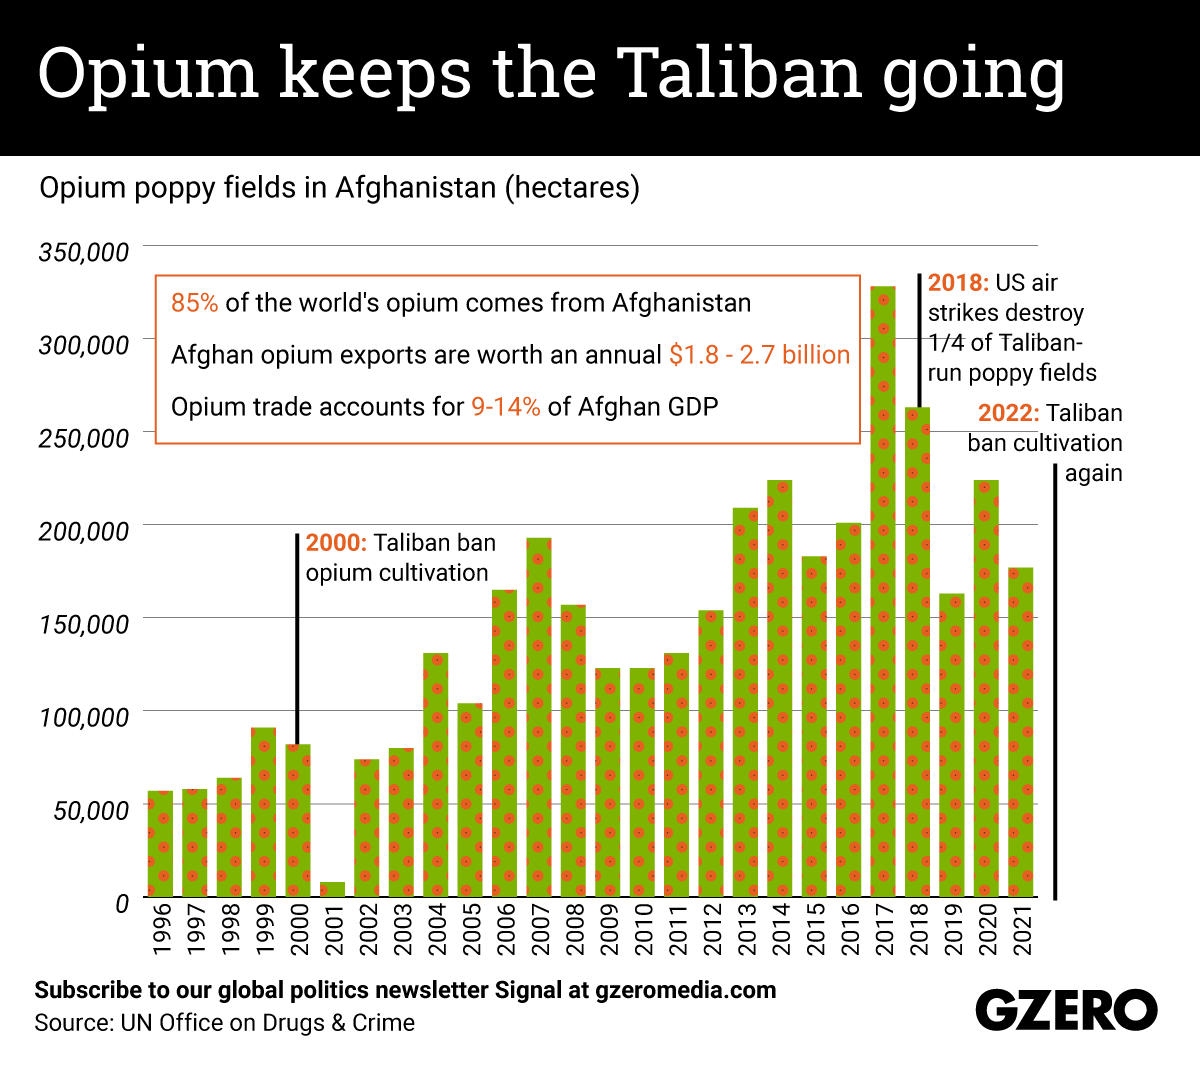 Opium keeps the Taliban going
Opium poppy fields in Afghanistan (hectares)
350,000
300,000
250,000
200,000
150,000
100,000
50,000
0
85% of the world's opium comes from Afghanistan
Afghan opium exports are worth an annual $1.8 - 2.7 billion
Opium trade accounts for 9-14% of Afghan GDP
2000: Taliban ban
opium cultivation
2018: US air
strikes destroy
1/4 of Taliban-
run poppy fields
2022: Taliban
ban cultivation
again
1996
1997
1998
1999
2000
2001
2002
2003
2004
2005
2006
2007
2008
2009
2010
2011
2012
2013
2014
2015
2016
2017
2018
2019
2020
2021
Subscribe to our global politics newsletter Signal at gzeromedia.com
Source: UN Office on Drugs & Crime
GZERO